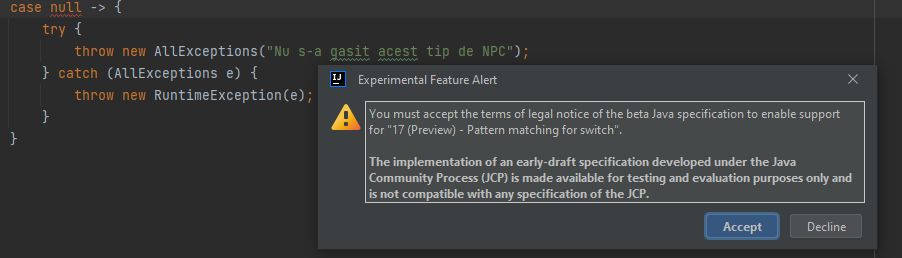 case null -> {
try {
throw new AllExceptions("Nu s-a gasit acest tip de NPC");
} catch (AllExceptions e) {
throw new RuntimeException(e);
}
}
IJ
Experimental Feature Alert
You must accept the terms of legal notice of the beta Java specification to enable support
for "17 (Preview) - Pattern matching for switch".
The implementation of an early-draft specification developed under the Java
Community Process (JCP) is made available for testing and evaluation purposes only and
is not compatible with any specification of the JCP.
Accept
Decline